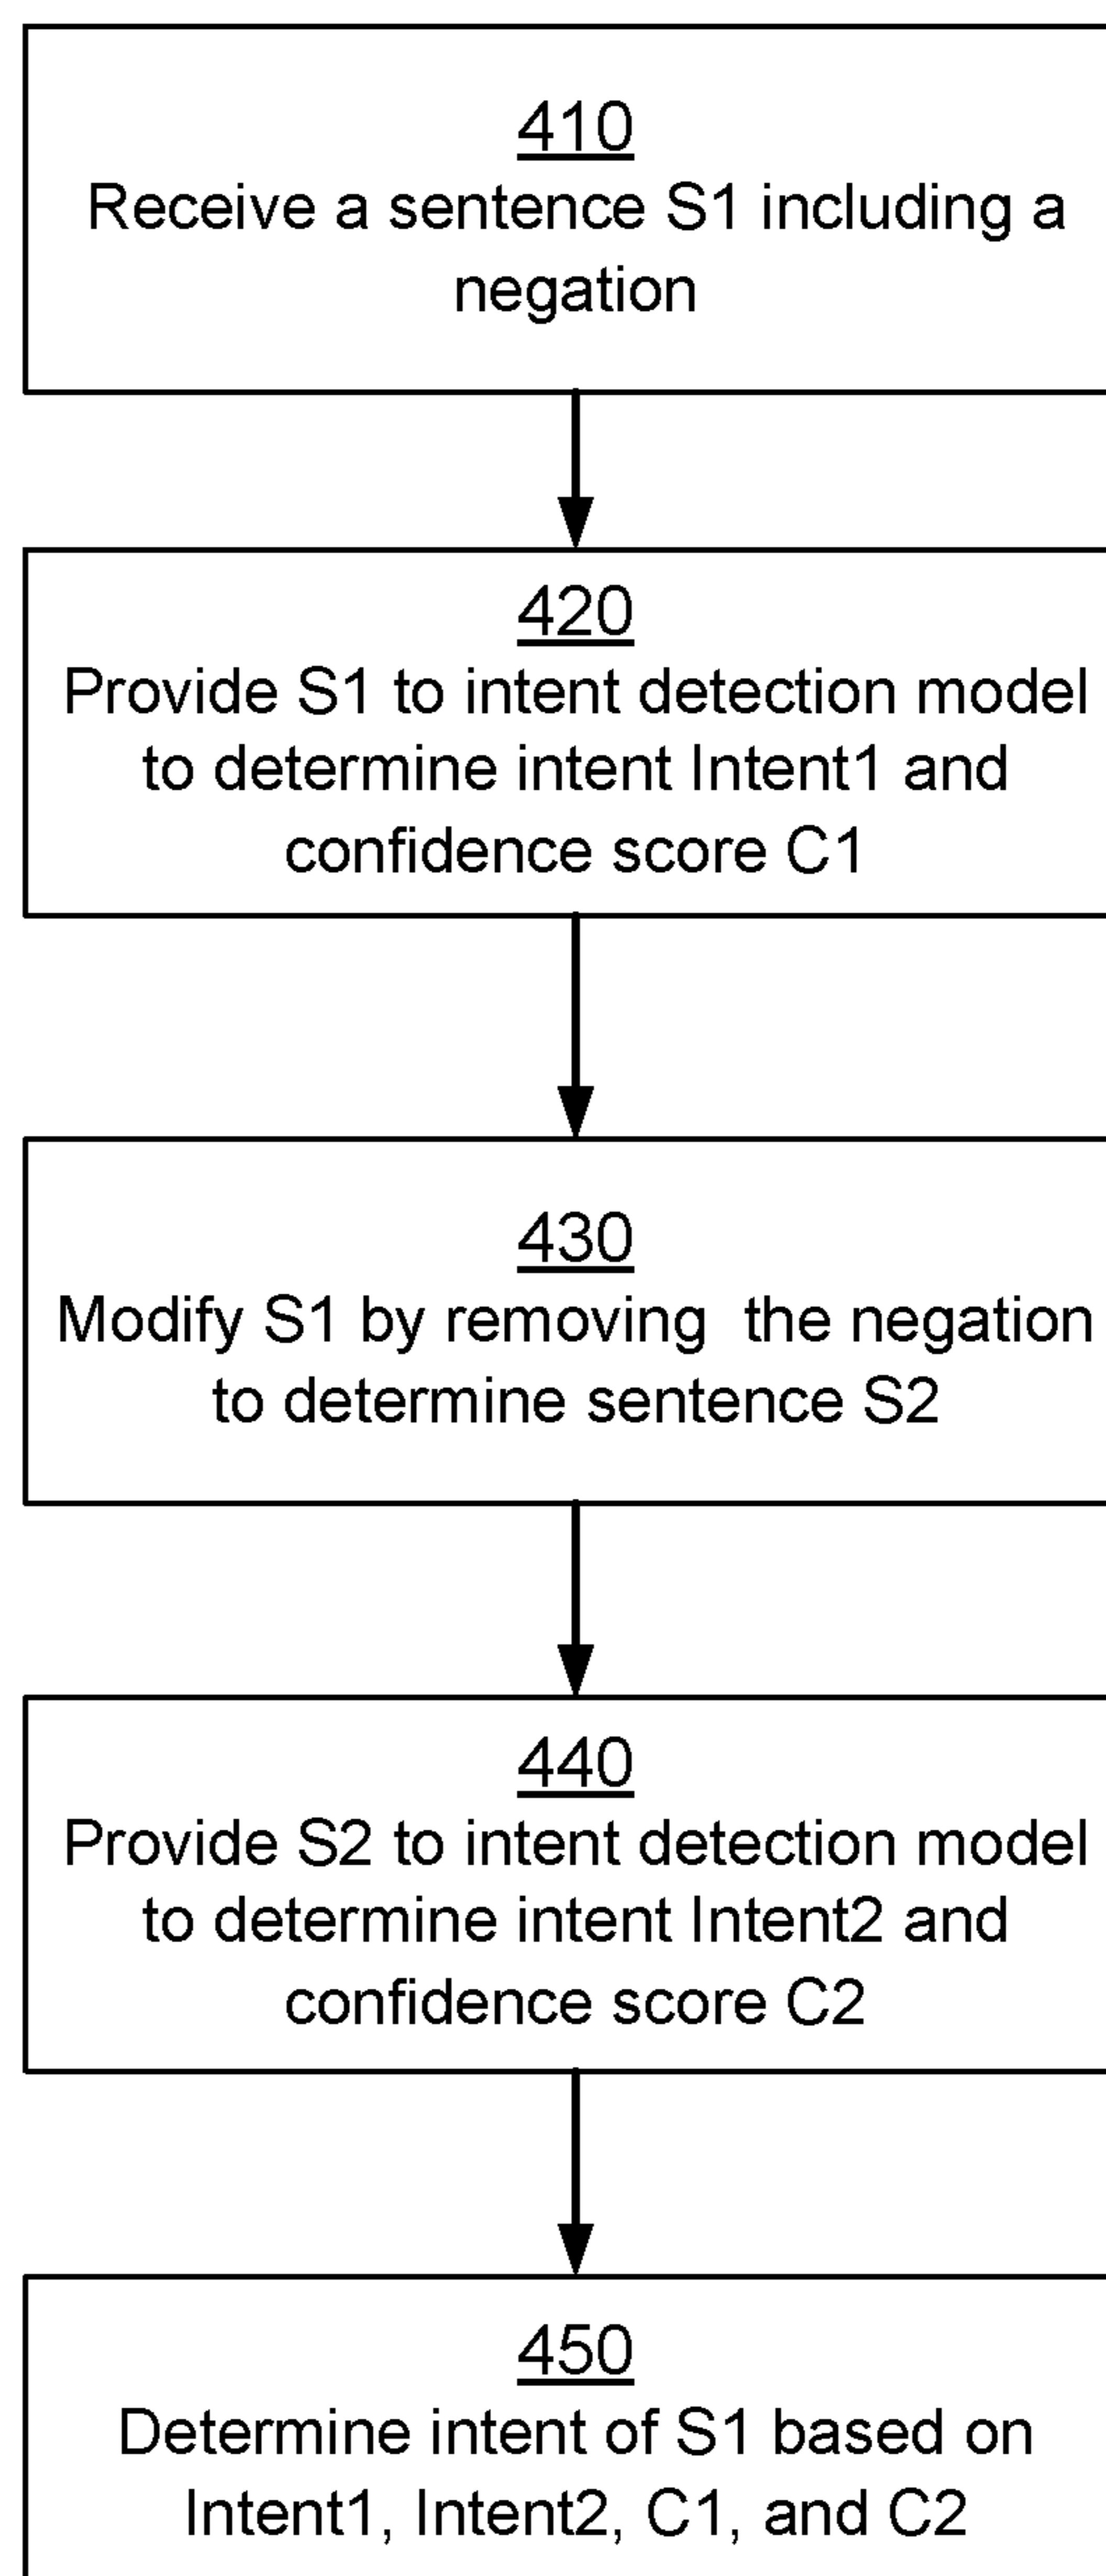 410
Receive a sentence S1 including a
negation
420
Provide S1 to intent detection model
to determine intent Intent1 and
confidence score C1
430
Modify S1 by removing  the negation
to determine sentence S2
440
Provide S2 to intent detection model
to determine intent Intent2 and
confidence score C2
450
Determine intent of S1 based on
Intent1, Intent2, C1, and C2